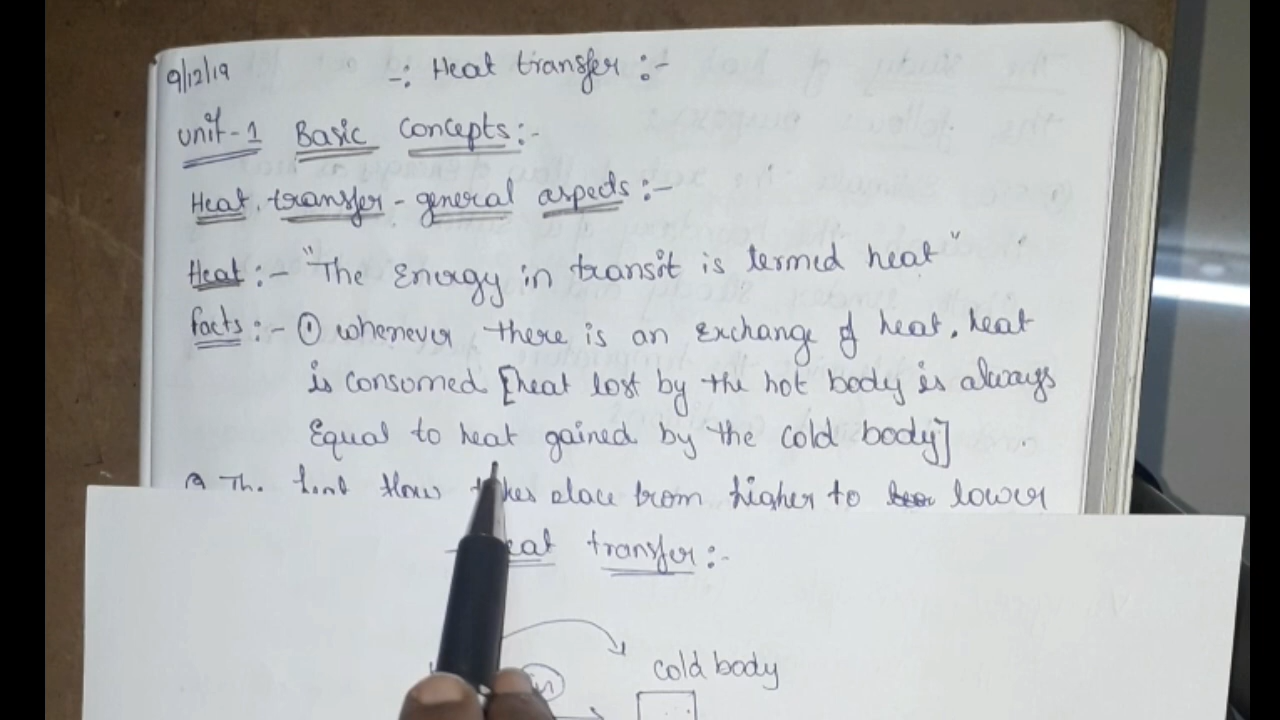 9/12/19 -: Heat transfer :-
Unit-1 Basic Concepts:-
Heat transfer - general aspects :-
Heat :- "The Energy in transit is termed heat"
facts :- ① whenever there is an Exchange of heat, heat
is consumed [heat lost by the hot body is always
Equal to heat gained by the cold body]
The heat flow takes place from higher to lower
transfer :-
cold body